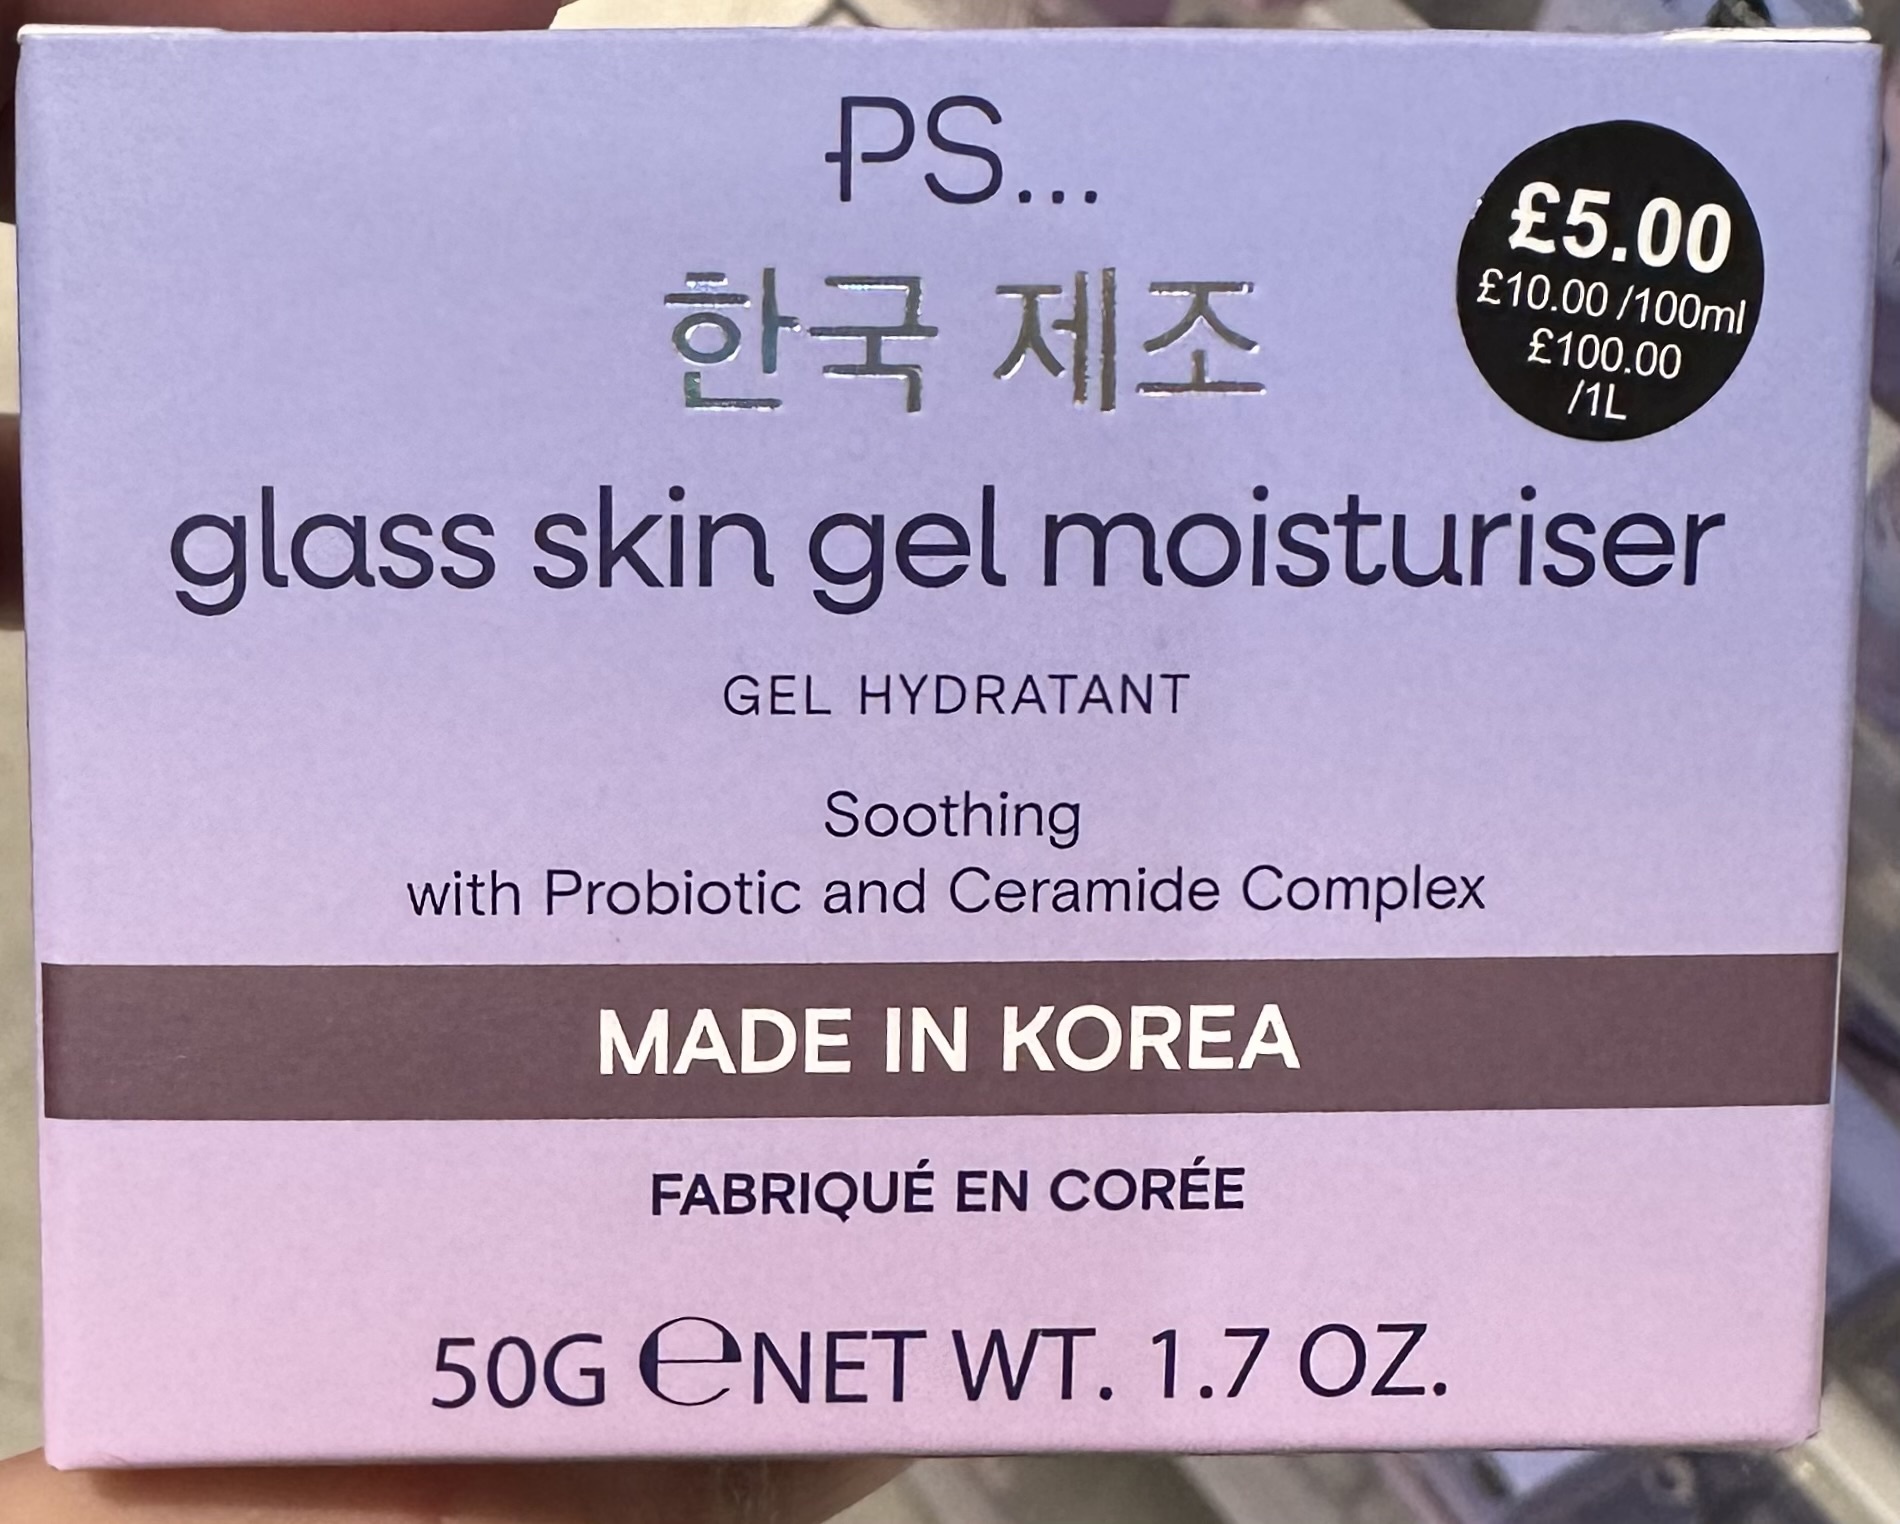 PS...
£5.00
£10.00 /100ml
£100.00
/1L
한국 제조
glass skin gel moisturiser
GEL HYDRATANT
Soothing
with Probiotic and Ceramide Complex
MADE IN KOREA
FABRIQUÉ EN CORÉE
50G ℮ NET WT. 1.7 OZ.